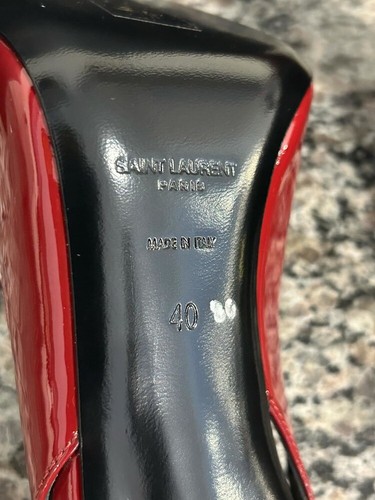 SAINT LAURENT
PARIS
MADE IN ITALY
40